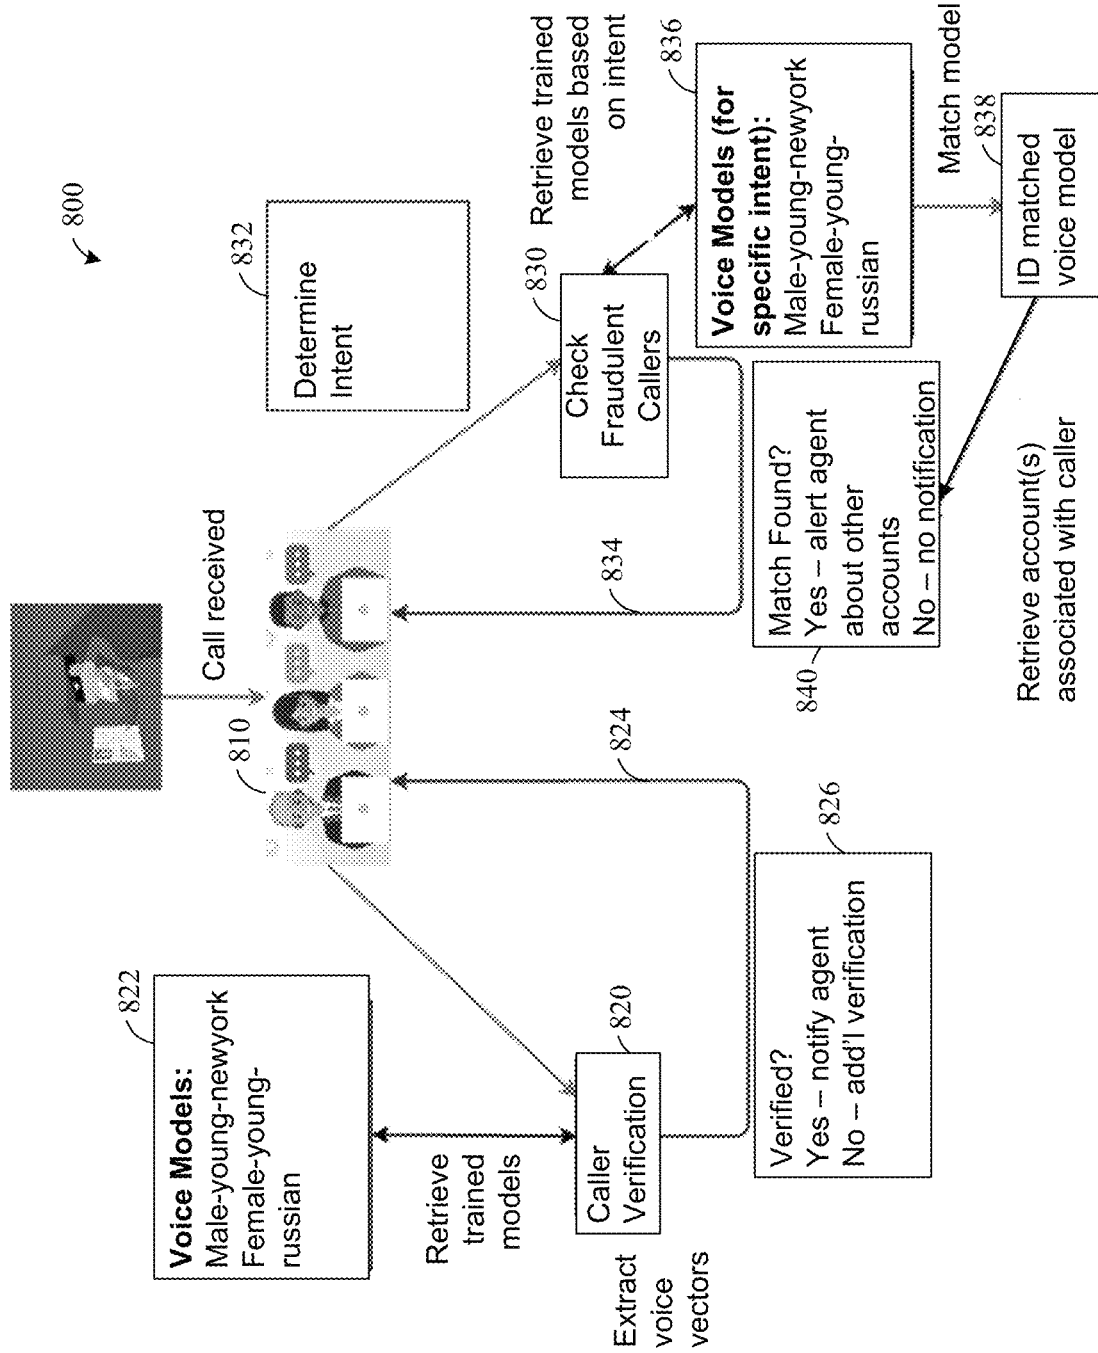 800
Call received
810
822
Voice Models:
Male-young-newyork
Female-young-
russian
Retrieve
trained
models
820
Caller
Verification
Extract
voice
vectors
824
826
Verified?
Yes – notify agent
No – add'l verification
832
Determine
Intent
830
Check
Fraudulent
Callers
834
Retrieve trained
models based
on intent
836
Voice Models (for
specific intent):
Male-young-newyork
Female-young-
russian
Match model
838
ID matched
voice model
840
Match Found?
Yes – alert agent
about other
accounts
No – no notification
Retrieve account(s)
associated with caller